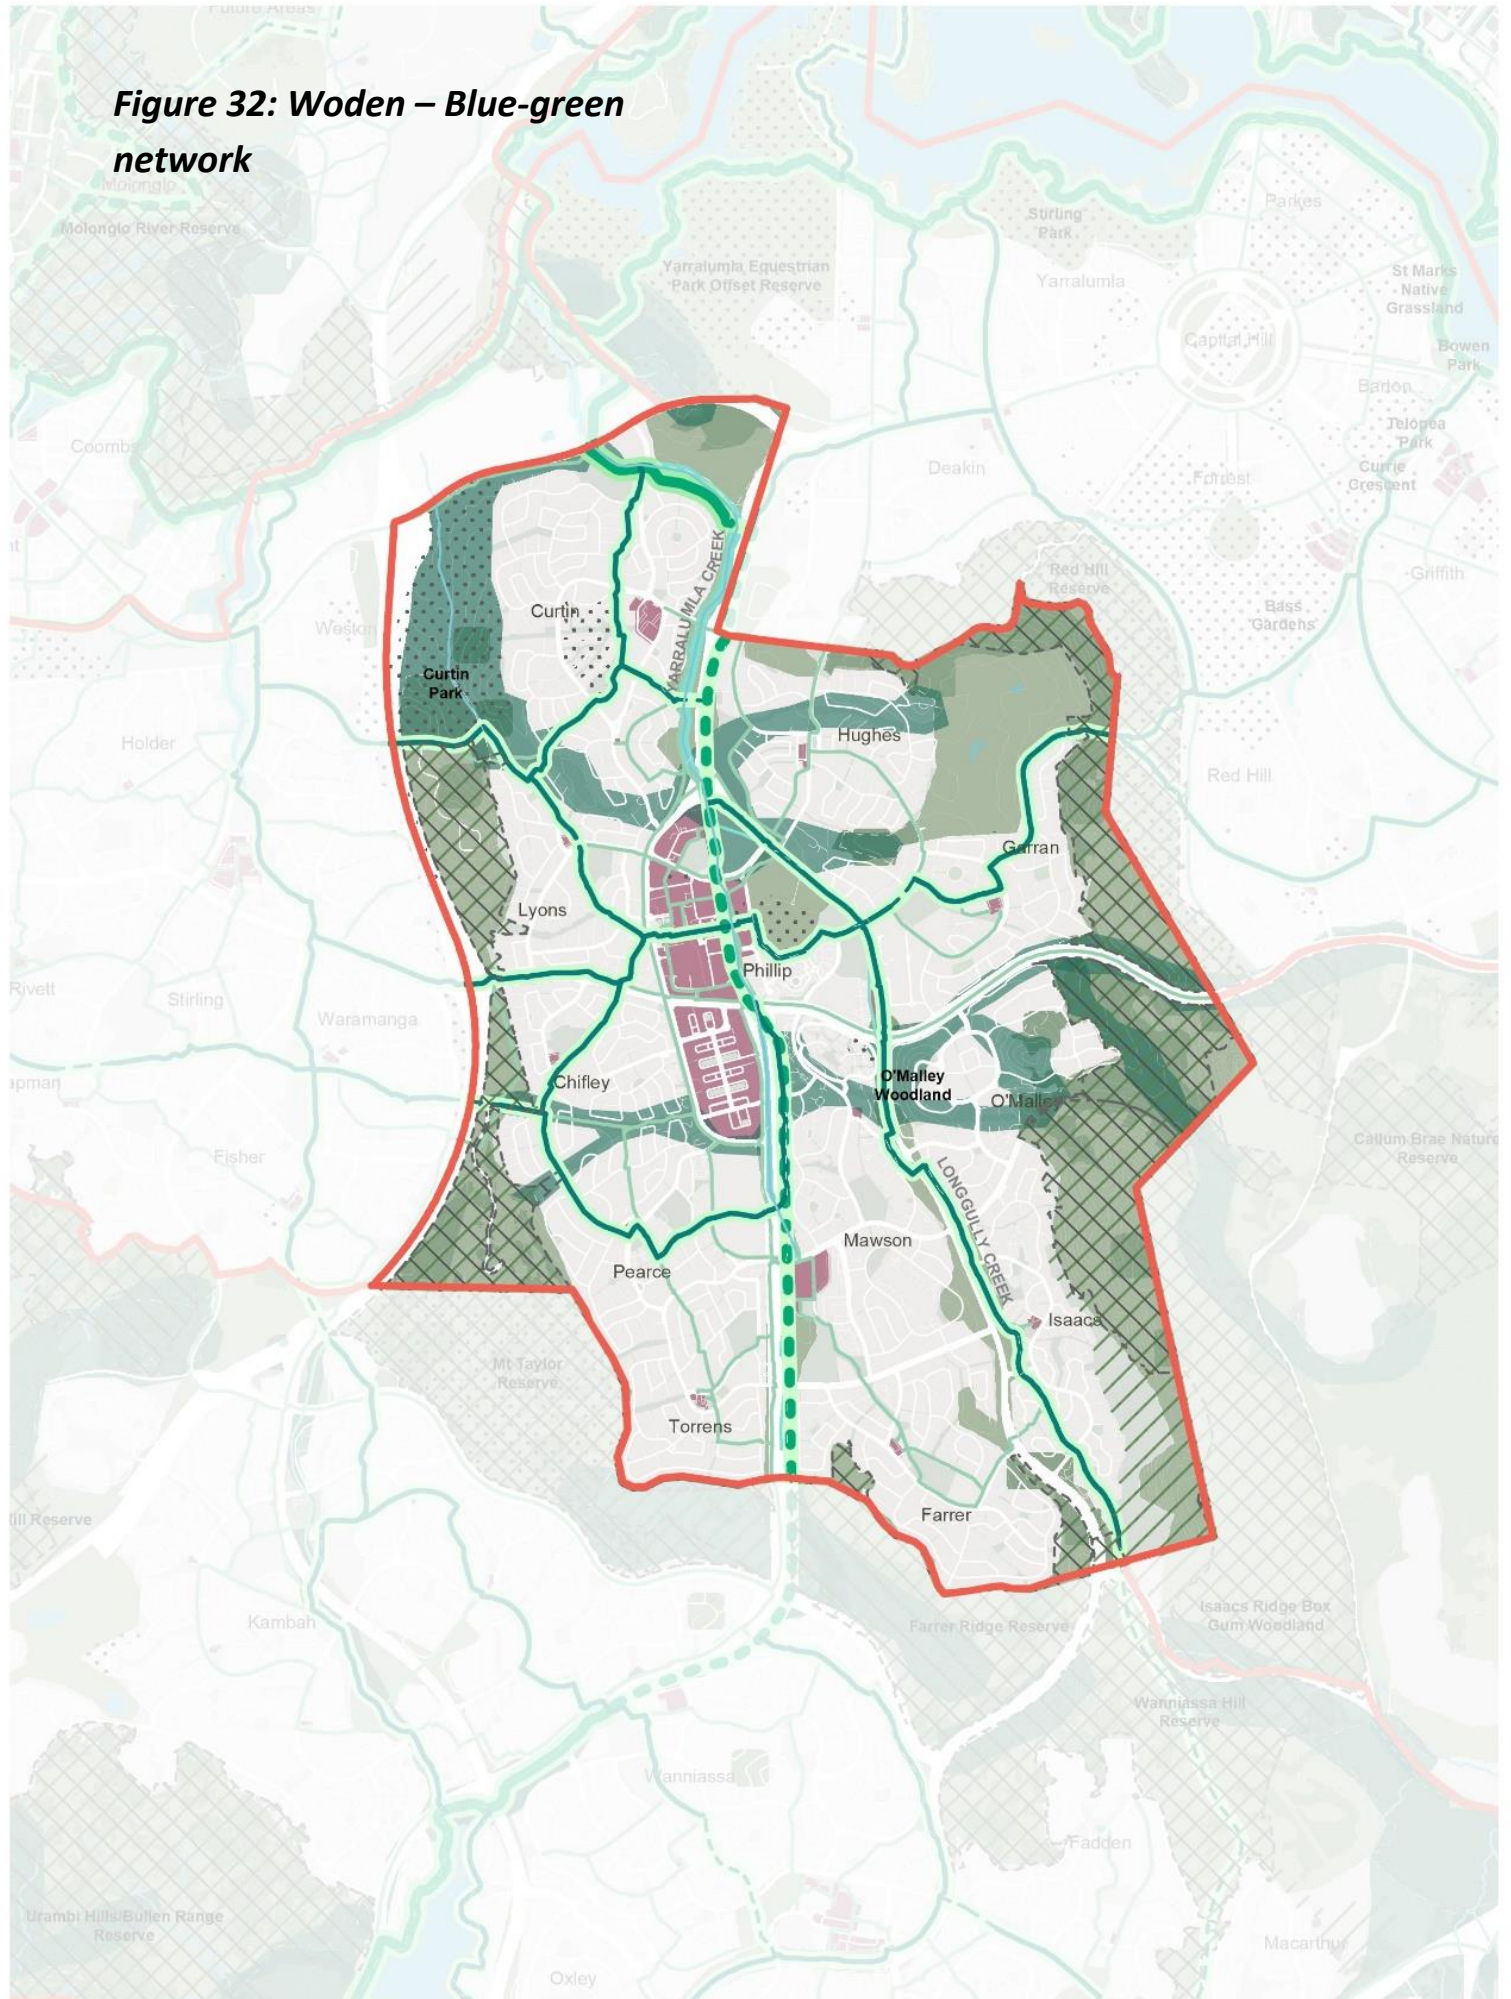 Future Areas
Figure 32: Woden – Blue-green
network
Molonglo
Molonglo River Reserve
Parkes
Stirling
Park
Yarralumla Equestrian
Park Offset Reserve
Yarralumla
St Marks
Native
Grassland
Capital Hill
Bowen
Park
Barton
Telopea
Park
Coombs
Deakin
Currie
Crescent
Forrest
Red Hill
Reserve
Griffith
YARRALUMLA CREEK
Curtin
Bass
Gardens
Weston
Curtin
Park
Hughes
Holder
Red Hill
Garran
Lyons
Phillip
Rivett
Stirling
Waramanga
Chifley
O'Malley
Woodland
O'Malley
Fisher
Callum Brae Nature
Reserve
LONGGULLY CREEK
Mawson
Pearce
Isaacs
Mt Taylor
Reserve
Torrens
Farrer
ill Reserve
Kambah
Farrer Ridge Reserve
Isaacs Ridge Box
Gum Woodland
Wanniassa Hill
Reserve
Wanniassa
Fadden
Urambi Hills/Bullen Range
Reserve
Macarthur
Oxley